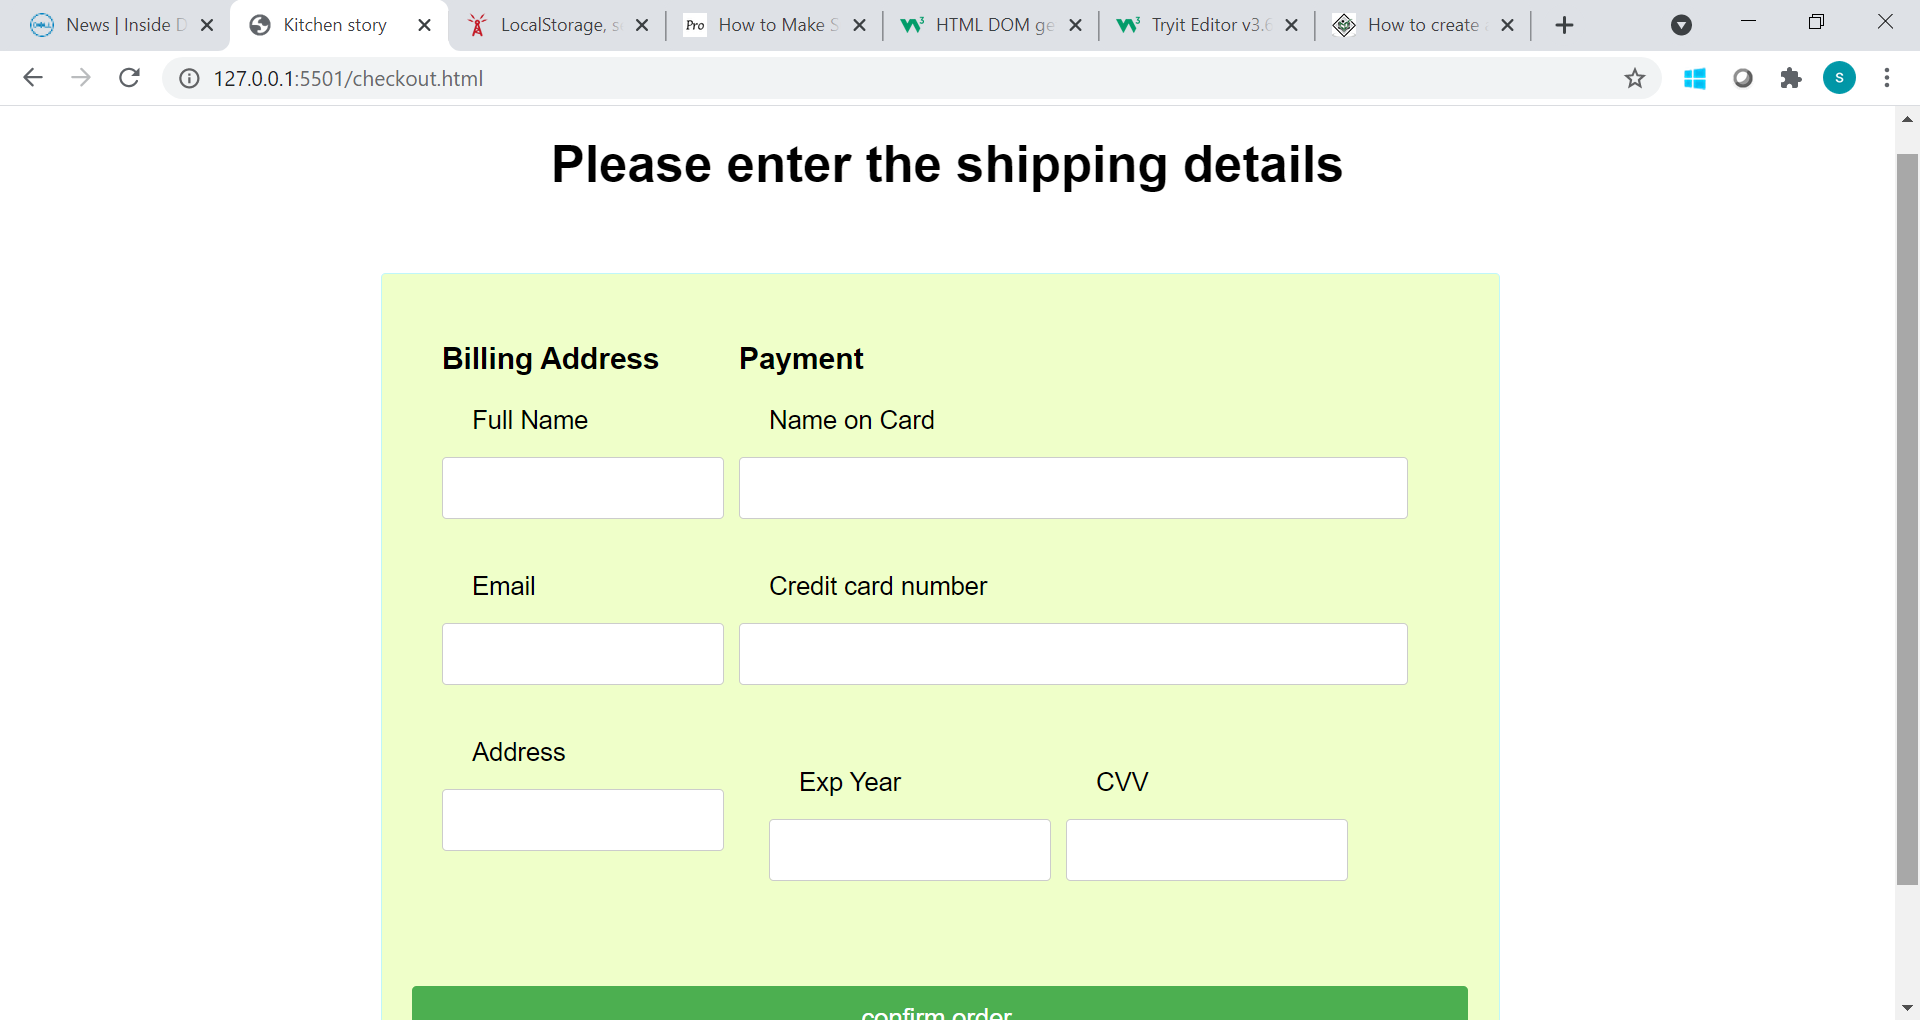 News | Inside D
Kitchen story
LocalStorage, s
Pro How to Make S
HTML DOM ge
Tryit Editor v3.6
How to create
127.0.0.1:5501/checkout.html
S
Please enter the shipping details
Billing Address Payment
Full Name Name on Card
Email Credit card number
Address
Exp Year CVV
confirm order